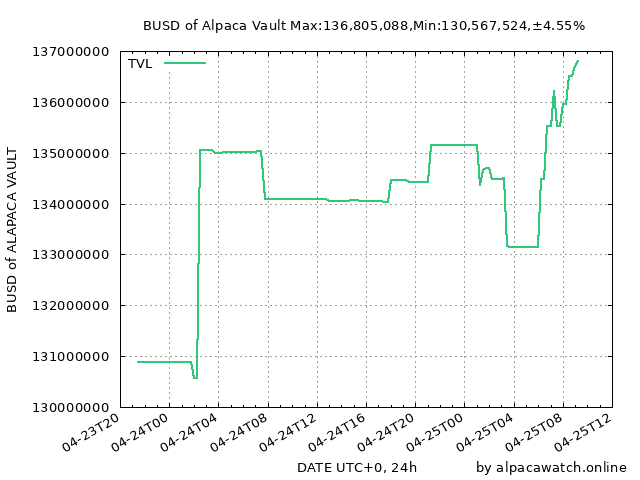 BUSD of Alpaca Vault Max:136,805,088,Min:130,567,524,±4.55%
TVL
137000000
136000000
135000000
134000000
133000000
132000000
131000000
130000000
BUSD of ALAPACA VAULT
04-23T20
04-24T00
04-24T04
04-24T08
04-24T12
04-24T16
04-24T20
04-25T00
04-25T04
04-25T08
04-25T12
DATE UTC+0, 24h
by alpacawatch.online